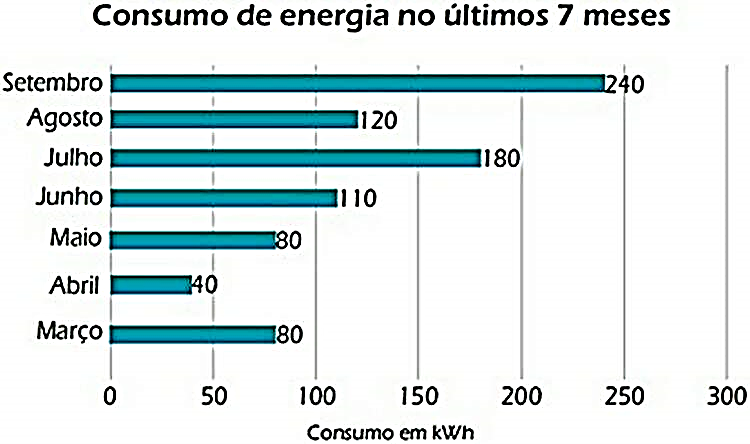 Consumo de energia no últimos 7 meses
Setembro 240
Agosto 120
Julho 180
Junho 110
Maio 80
Abril 40
Março 80
0 50 100 150 200 250 300
Consumo em kWh